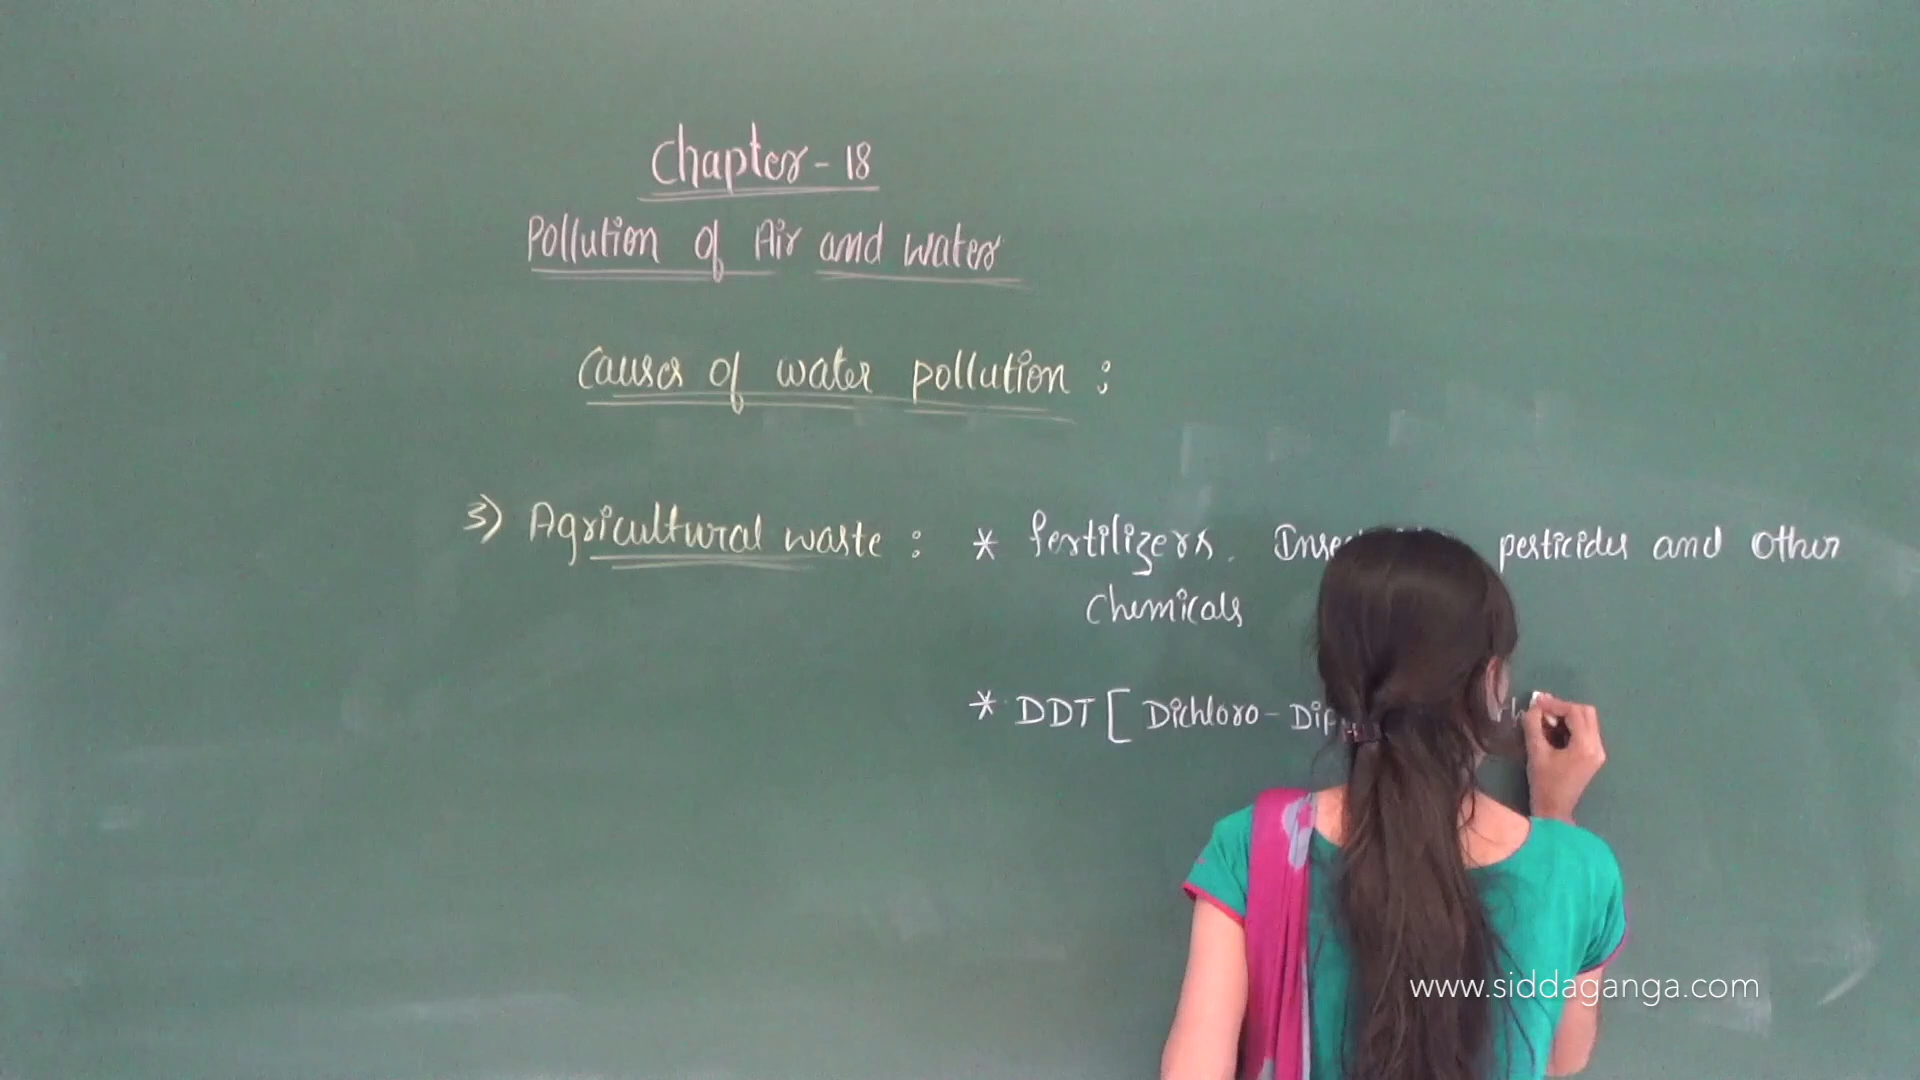 Chapter - 18
Pollution of Air and water
Causes of water pollution :
3) Agricultural waste : * fertilizers, pesticides and other
chemicals
* DDT [ Dichloro -
www.siddaganga.com